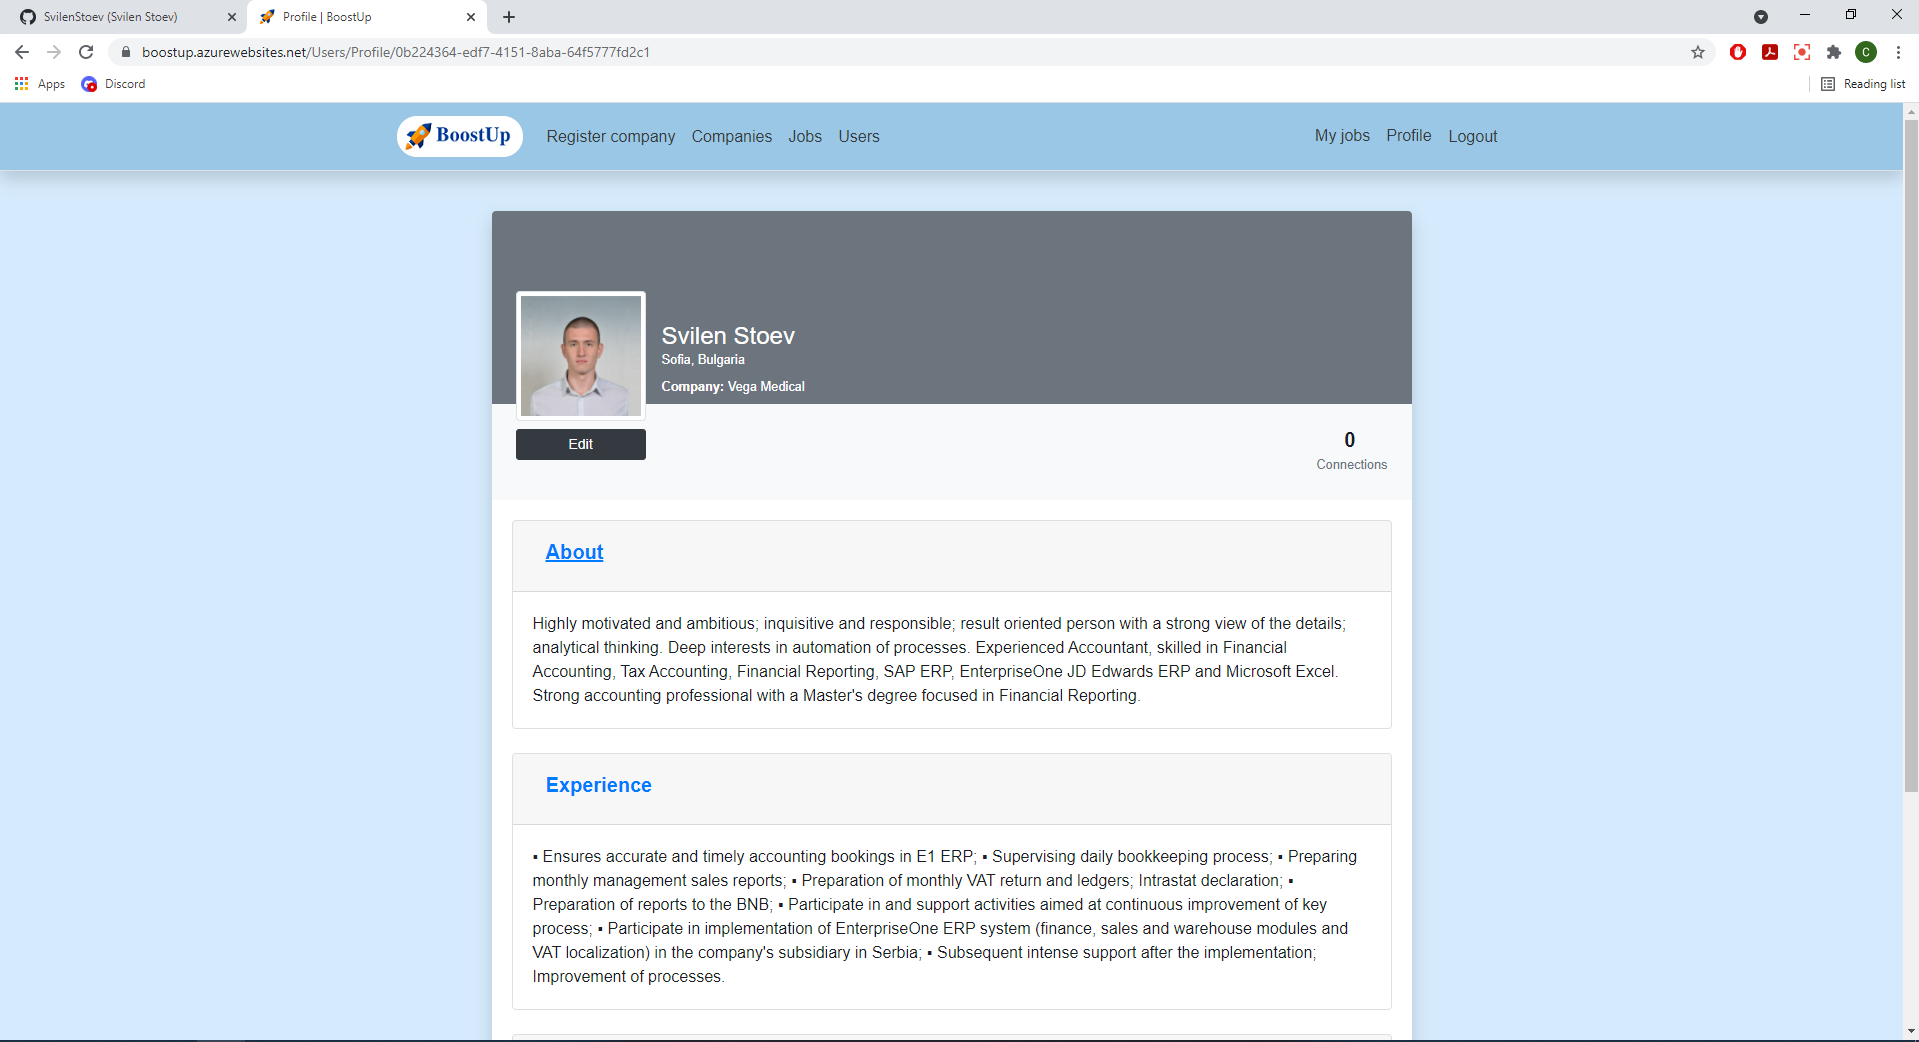 SvilenStoev (Svilen Stoev)
Profile | BoostUp
boostup.azurewebsites.net/Users/Profile/0b224364-edf7-4151-8aba-64f5777fd2c1
C
Apps
Discord
Reading list
BoostUp
Register company
Companies
Jobs
Users
My jobs
Profile
Logout
Svilen Stoev
Sofia, Bulgaria
Company: Vega Medical
Edit
0
Connections
About
Highly motivated and ambitious; inquisitive and responsible; result oriented person with a strong view of the details;
analytical thinking. Deep interests in automation of processes. Experienced Accountant, skilled in Financial
Accounting, Tax Accounting, Financial Reporting, SAP ERP, EnterpriseOne JD Edwards ERP and Microsoft Excel.
Strong accounting professional with a Master's degree focused in Financial Reporting.
Experience
▪ Ensures accurate and timely accounting bookings in E1 ERP; ▪ Supervising daily bookkeeping process; ▪ Preparing
monthly management sales reports; ▪ Preparation of monthly VAT return and ledgers; Intrastat declaration; ▪
Preparation of reports to the BNB; ▪ Participate in and support activities aimed at continuous improvement of key
process; ▪ Participate in implementation of EnterpriseOne ERP system (finance, sales and warehouse modules and
VAT localization) in the company's subsidiary in Serbia; ▪ Subsequent intense support after the implementation;
Improvement of processes.